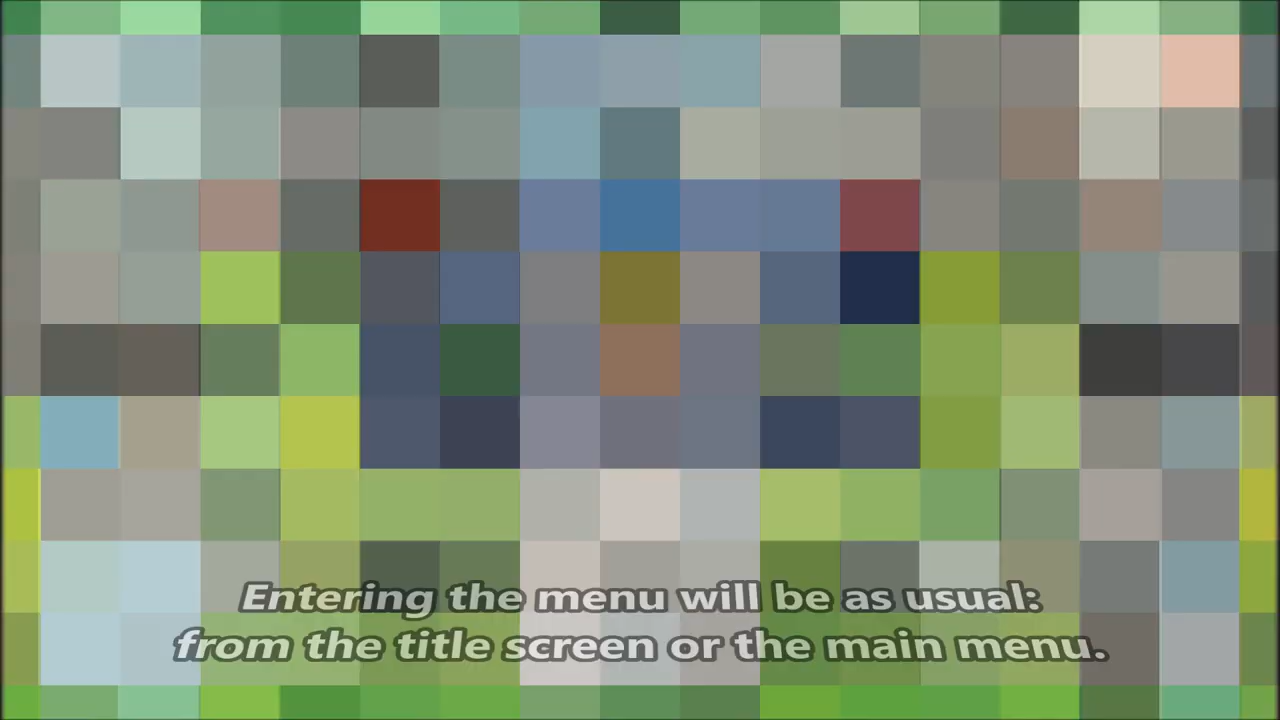 Entering the menu will be as usual:
from the title screen or the main menu.